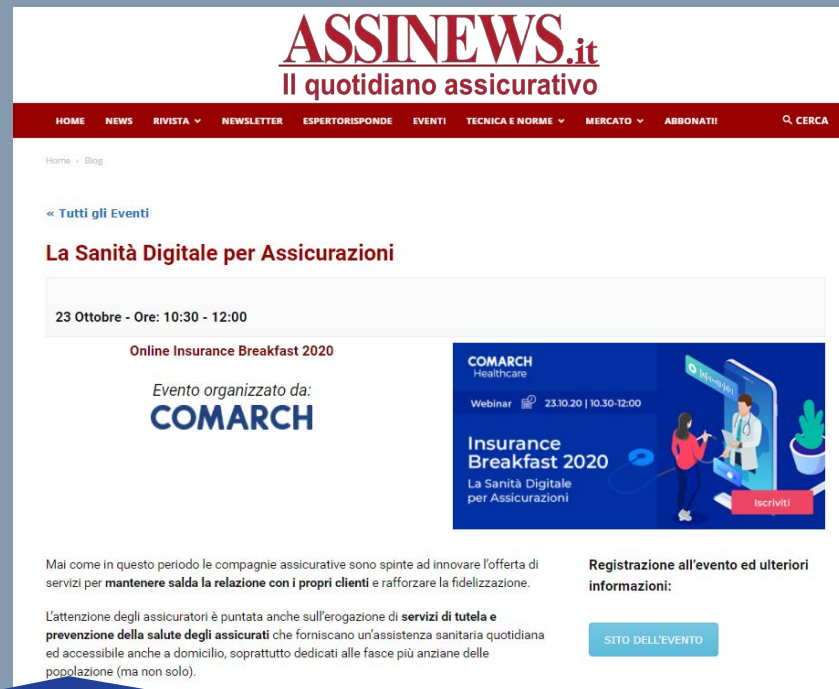 ASSINEWS.it
Il quotidiano assicurativo
HOME NEWS RIVISTA NEWSLETTER ESPERTORISPONDE EVENTI TECNICA E NORME MERCATO ABBONATI! CERCA
Home › Blog
« Tutti gli Eventi
La Sanità Digitale per Assicurazioni
23 Ottobre - Ore: 10:30 - 12:00
Online Insurance Breakfast 2020
Evento organizzato da:
COMARCH
COMARCH
Healthcare
Webinar 23.10.20 | 10.30-12:00
Insurance
Breakfast 2020
La Sanità Digitale
per Assicurazioni
Iscriviti
Mai come in questo periodo le compagnie assicurative sono spinte ad innovare l'offerta di
servizi per mantenere salda la relazione con i propri clienti e rafforzare la fidelizzazione.
L'attenzione degli assicuratori è puntata anche sull'erogazione di servizi di tutela e
prevenzione della salute degli assicurati che forniscano un'assistenza sanitaria quotidiana
ed accessibile anche a domicilio, soprattutto dedicati alle fasce più anziane delle
popolazione (ma non solo).
Registrazione all'evento ed ulteriori
informazioni:
SITO DELL'EVENTO